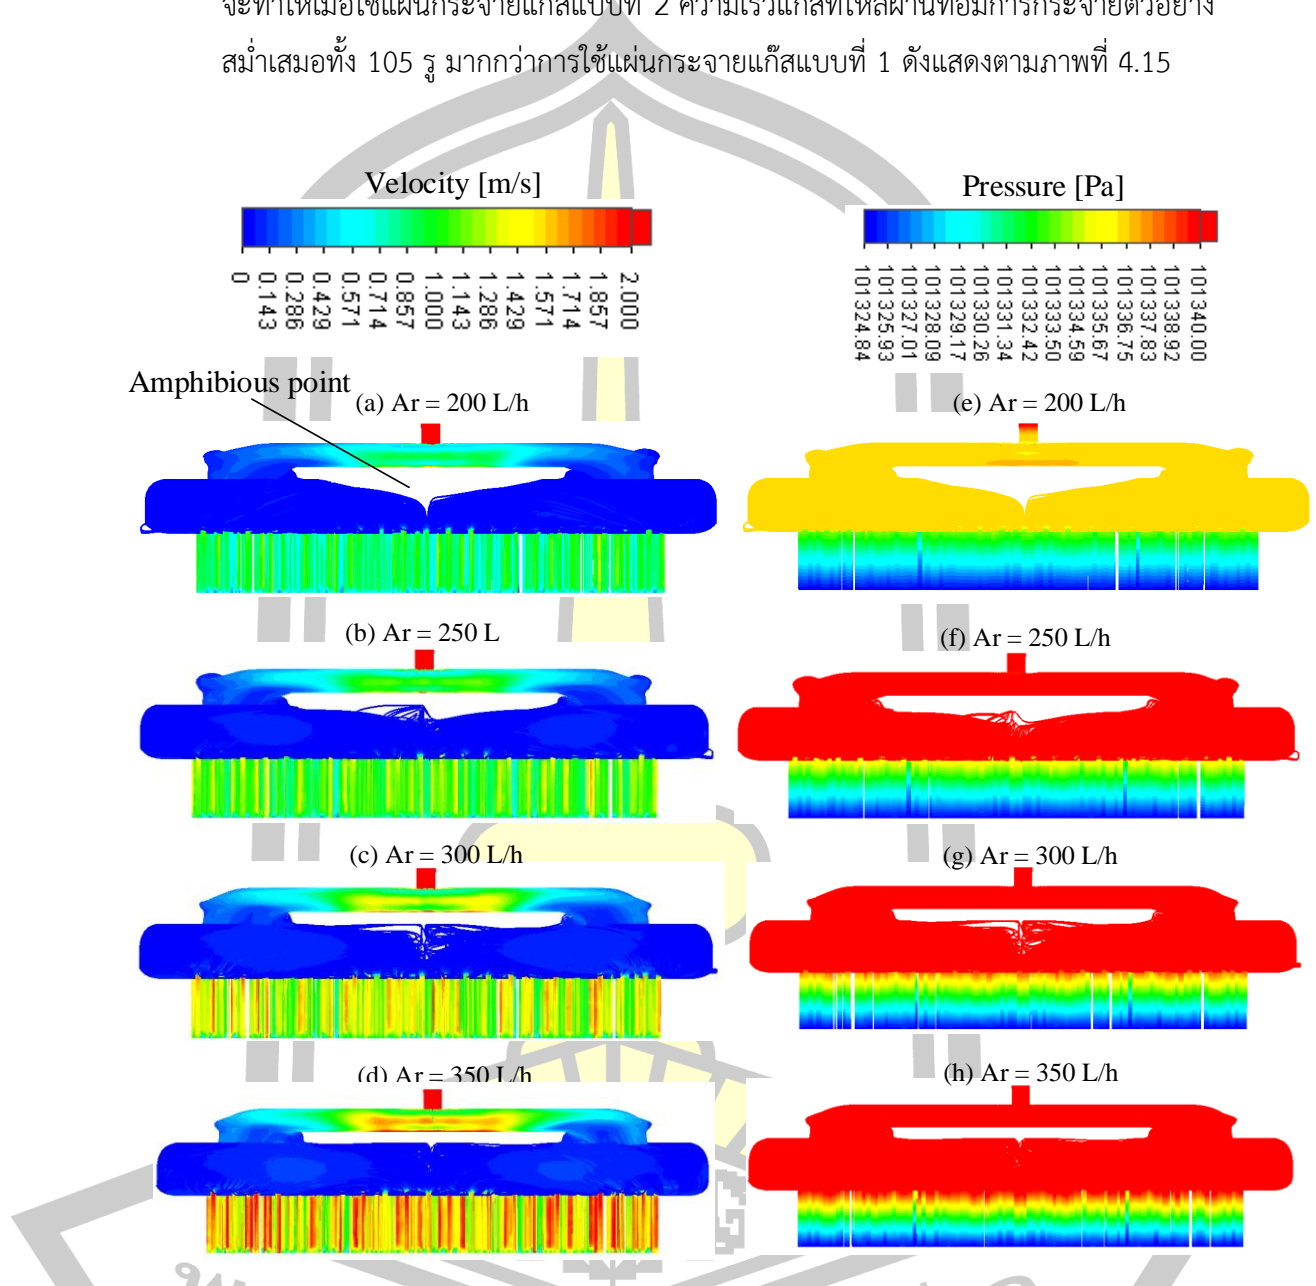 จะทำให้เมื่อใช้แผ่นกระจายแก๊สแบบที่ 2 ความเร็วแก๊สที่ไหลผ่านท่อมีการกระจายตัวอย่าง
สม่ำเสมอทั้ง 105 รู มากกว่าการใช้แผ่นกระจายแก๊สแบบที่ 1 ดังแสดงตามภาพที่ 4.15
Velocity [m/s]
0 0.143 0.286 0.429 0.571 0.714 0.857 1.000 1.143 1.286 1.429 1.571 1.714 1.857 2.000
Pressure [Pa]
101324.84 101325.93 101327.01 101328.09 101329.17 101330.26 101331.34 101332.42 101333.50 101334.59 101335.67 101336.75 101337.83 101338.92 101340.00
Amphibious point
(a) Ar = 200 L/h
(e) Ar = 200 L/h
(b) Ar = 250 L
(f) Ar = 250 L/h
(c) Ar = 300 L/h
(g) Ar = 300 L/h
(d) Ar = 350 L/h
(h) Ar = 350 L/h